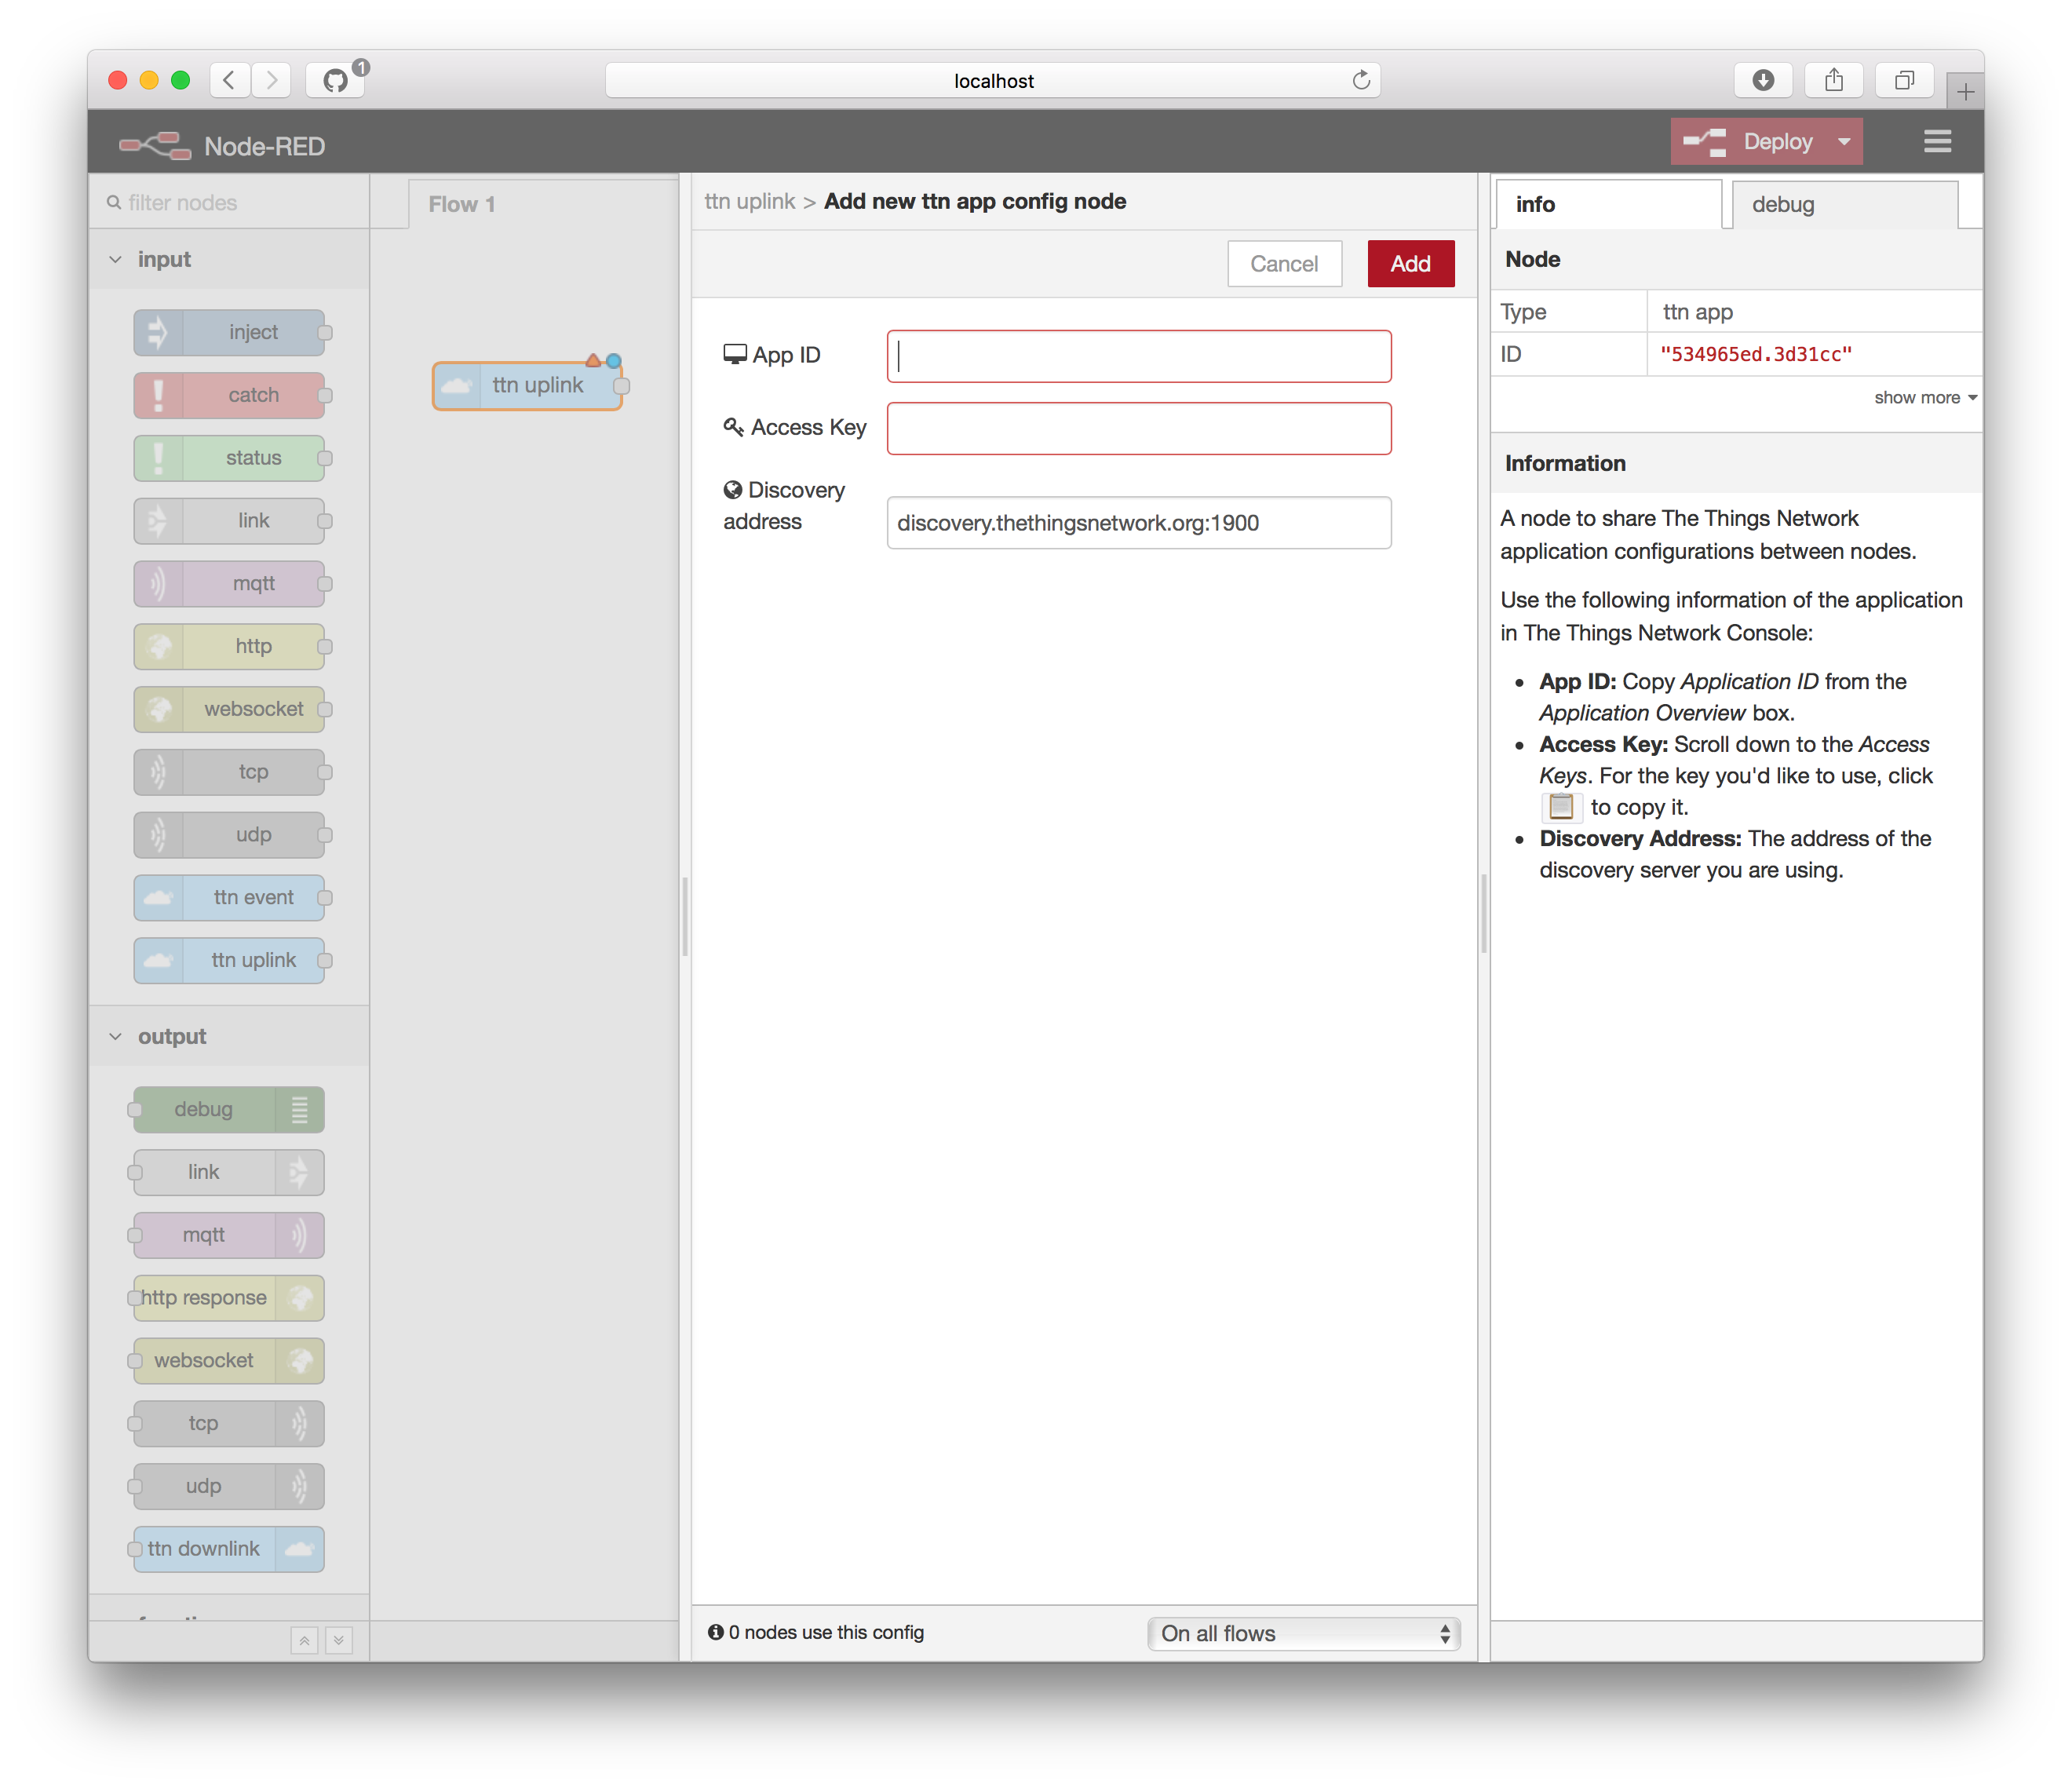 1
localhost
Node-RED
Deploy
filter nodes
input
inject
catch
status
link
mqtt
http
websocket
tcp
udp
ttn event
ttn uplink
output
debug
link
mqtt
http response
websocket
tcp
udp
ttn downlink
Flow 1
ttn uplink
ttn uplink > Add new ttn app config node
Cancel
Add
App ID
Access Key
Discovery
address
discovery.thethingsnetwork.org:1900
0 nodes use this config
On all flows
info
debug
Node
Type ttn app
ID "534965ed.3d31cc"
show more
Information
A node to share The Things Network
application configurations between nodes.
Use the following information of the application
in The Things Network Console:
• App ID: Copy Application ID from the
Application Overview box.
• Access Key: Scroll down to the Access
Keys. For the key you'd like to use, click
to copy it.
• Discovery Address: The address of the
discovery server you are using.